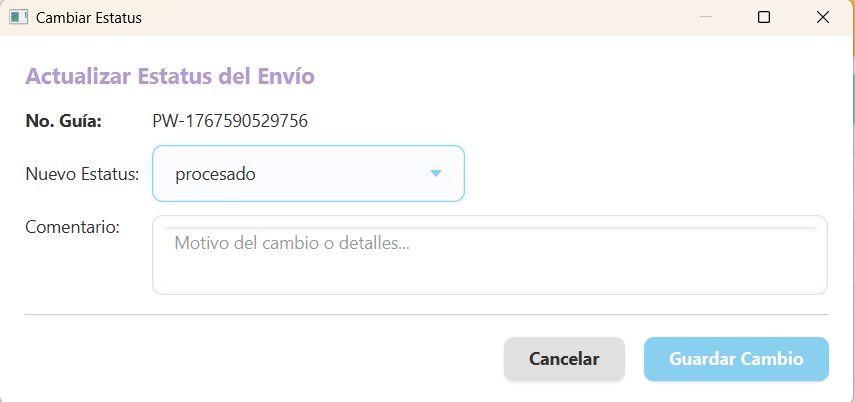 Cambiar Estatus
Actualizar Estatus del Envío
No. Guía: PW-1767590529756
Nuevo Estatus: procesado
Comentario: Motivo del cambio o detalles...
Cancelar Guardar Cambio